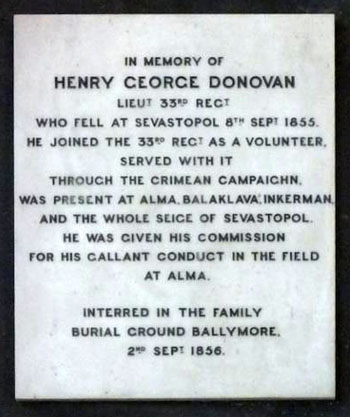 IN MEMORY OF
HENRY GEORGE DONOVAN
LIEUT 33RD REGT
WHO FELL AT SEVASTOPOL 8TH SEPT 1855.
HE JOINED THE 33RD REGT AS A VOLUNTEER,
SERVED WITH IT
THROUGH THE CRIMEAN CAMPAIGHN,
WAS PRESENT AT ALMA, BALAKLAVA, INKERMAN,
AND THE WHOLE SEICE OF SEVASTOPOL.
HE WAS GIVEN HIS COMMISSION
FOR HIS GALLANT CONDUCT IN THE FIELD
AT ALMA.
INTERRED IN THE FAMILY
BURIAL GROUND BALLYMORE,
2ND SEPT 1856.